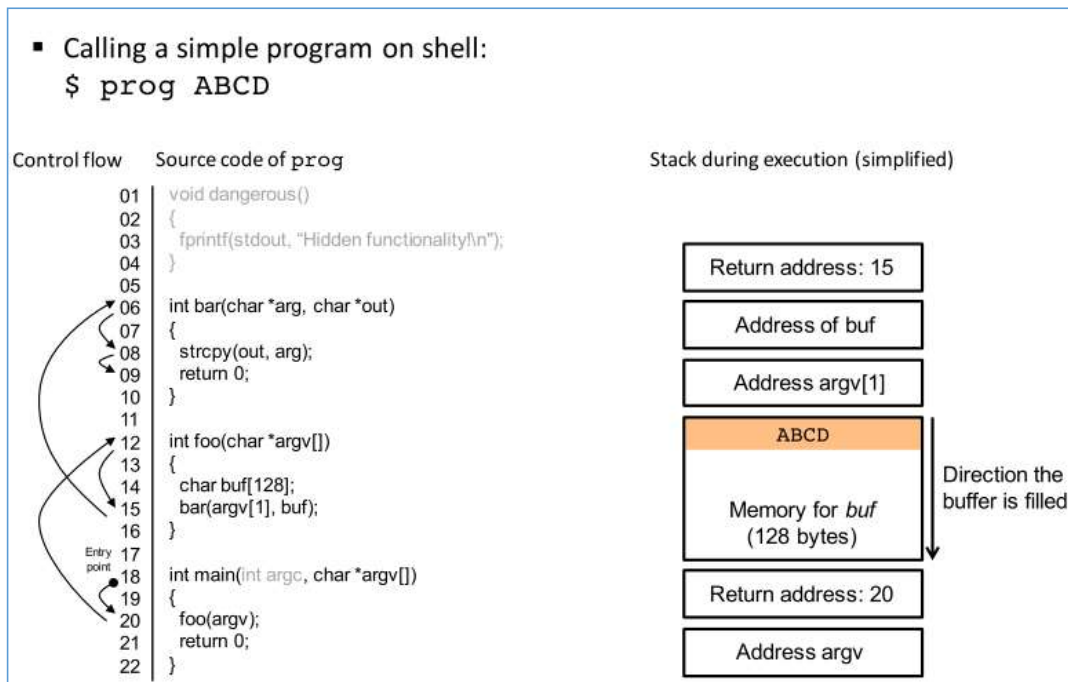 ▪ Calling a simple program on shell:
$ prog ABCD
Control flow
Source code of prog
Stack during execution (simplified)
01 void dangerous()
02 {
03 fprintf(stdout, “Hidden functionality!\n");
04 }
05
06 int bar(char *arg, char *out)
07 {
08 strcpy(out, arg);
09 return 0;
10 }
11
12 int foo(char *argv[])
13 {
14 char buf[128];
15 bar(argv[1], buf);
16 }
17
Entry
point
18 int main(int argc, char *argv[])
19 {
20 foo(argv);
21 return 0;
22 }
Return address: 15
Address of buf
Address argv[1]
ABCD
Memory for buf
(128 bytes)
Direction the
buffer is filled
Return address: 20
Address argv